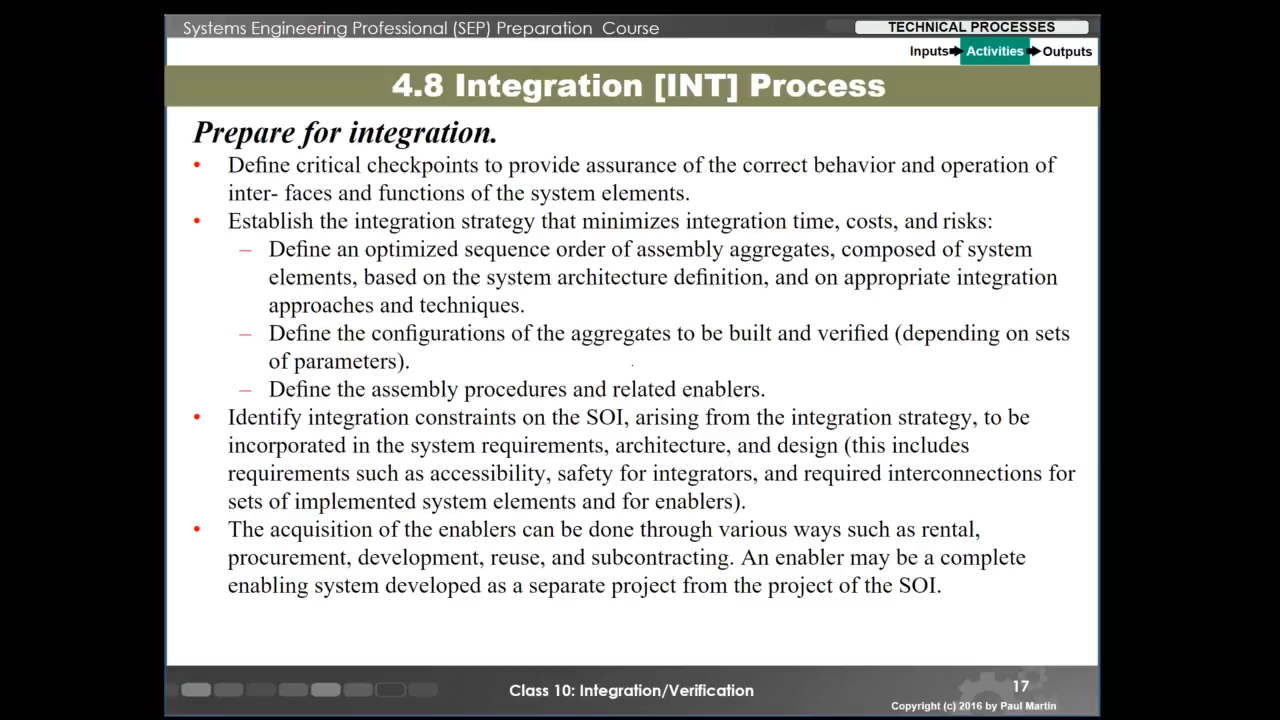 Systems Engineering Professional (SEP) Preparation Course
TECHNICAL PROCESSES
Inputs Activities Outputs
4.8 Integration [INT] Process
Prepare for integration.
• Define critical checkpoints to provide assurance of the correct behavior and operation of
inter- faces and functions of the system elements.
• Establish the integration strategy that minimizes integration time, costs, and risks:
– Define an optimized sequence order of assembly aggregates, composed of system
elements, based on the system architecture definition, and on appropriate integration
approaches and techniques.
– Define the configurations of the aggregates to be built and verified (depending on sets
of parameters).
– Define the assembly procedures and related enablers.
• Identify integration constraints on the SOI, arising from the integration strategy, to be
incorporated in the system requirements, architecture, and design (this includes
requirements such as accessibility, safety for integrators, and required interconnections for
sets of implemented system elements and for enablers).
• The acquisition of the enablers can be done through various ways such as rental,
procurement, development, reuse, and subcontracting. An enabler may be a complete
enabling system developed as a separate project from the project of the SOI.
Class 10: Integration/Verification
17
Copyright (c) 2016 by Paul Martin